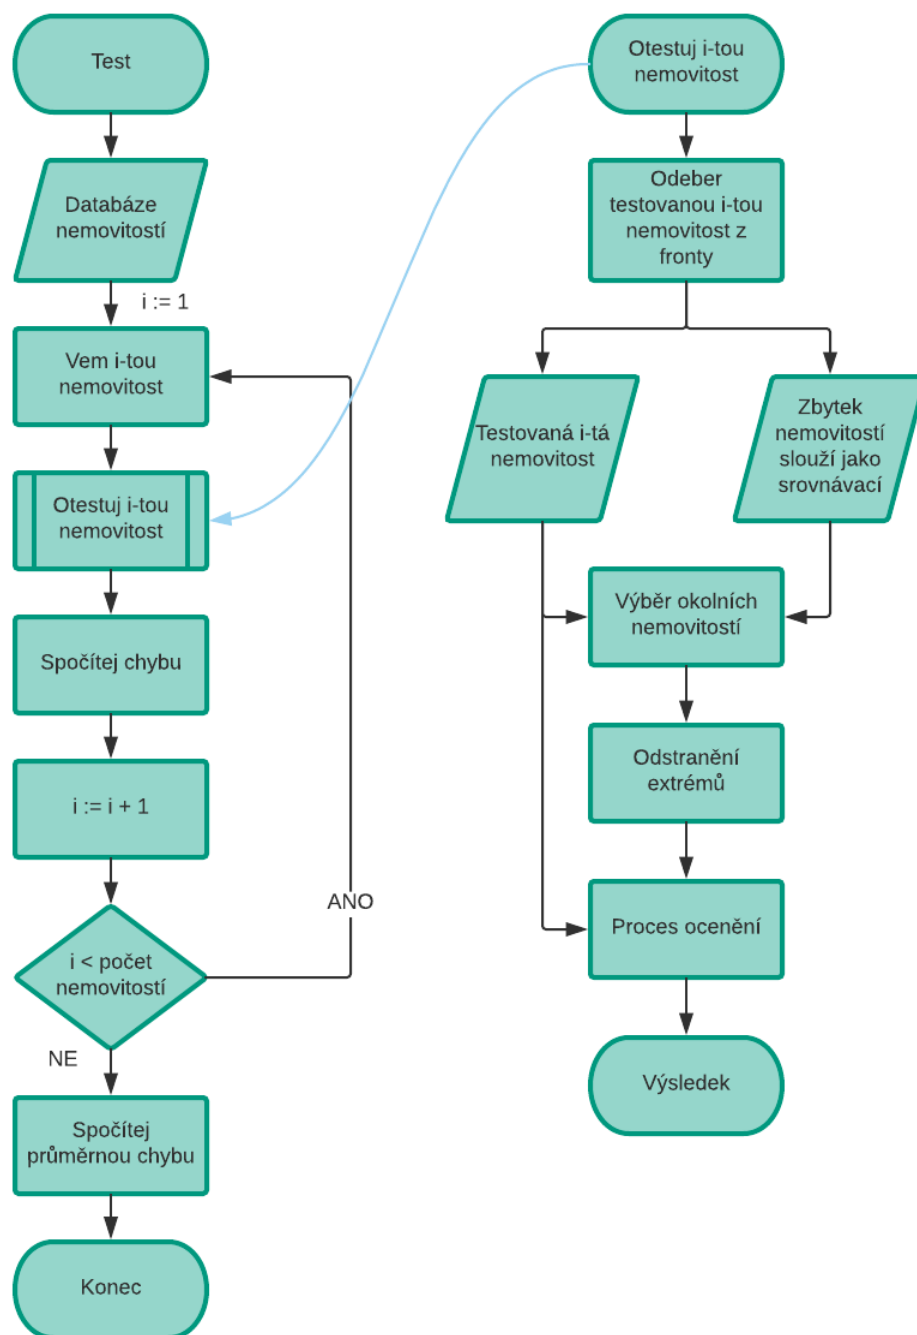 Test
Databáze
nemovitostí
i := 1
Vem i-tou
nemovitost
Otestuj i-tou
nemovitost
Spočítej chybu
i := i + 1
ANO
i < počet
nemovitostí
NE
Spočítej
průměrnou chybu
Konec
Otestuj i-tou
nemovitost
Odeber
testovanou i-tou
nemovitost z
fronty
Testovaná i-tá
nemovitost
Zbytek
nemovitostí
slouží jako
srovnávací
Výběr okolních
nemovitostí
Odstranění
extrémů
Proces ocenění
Výsledek